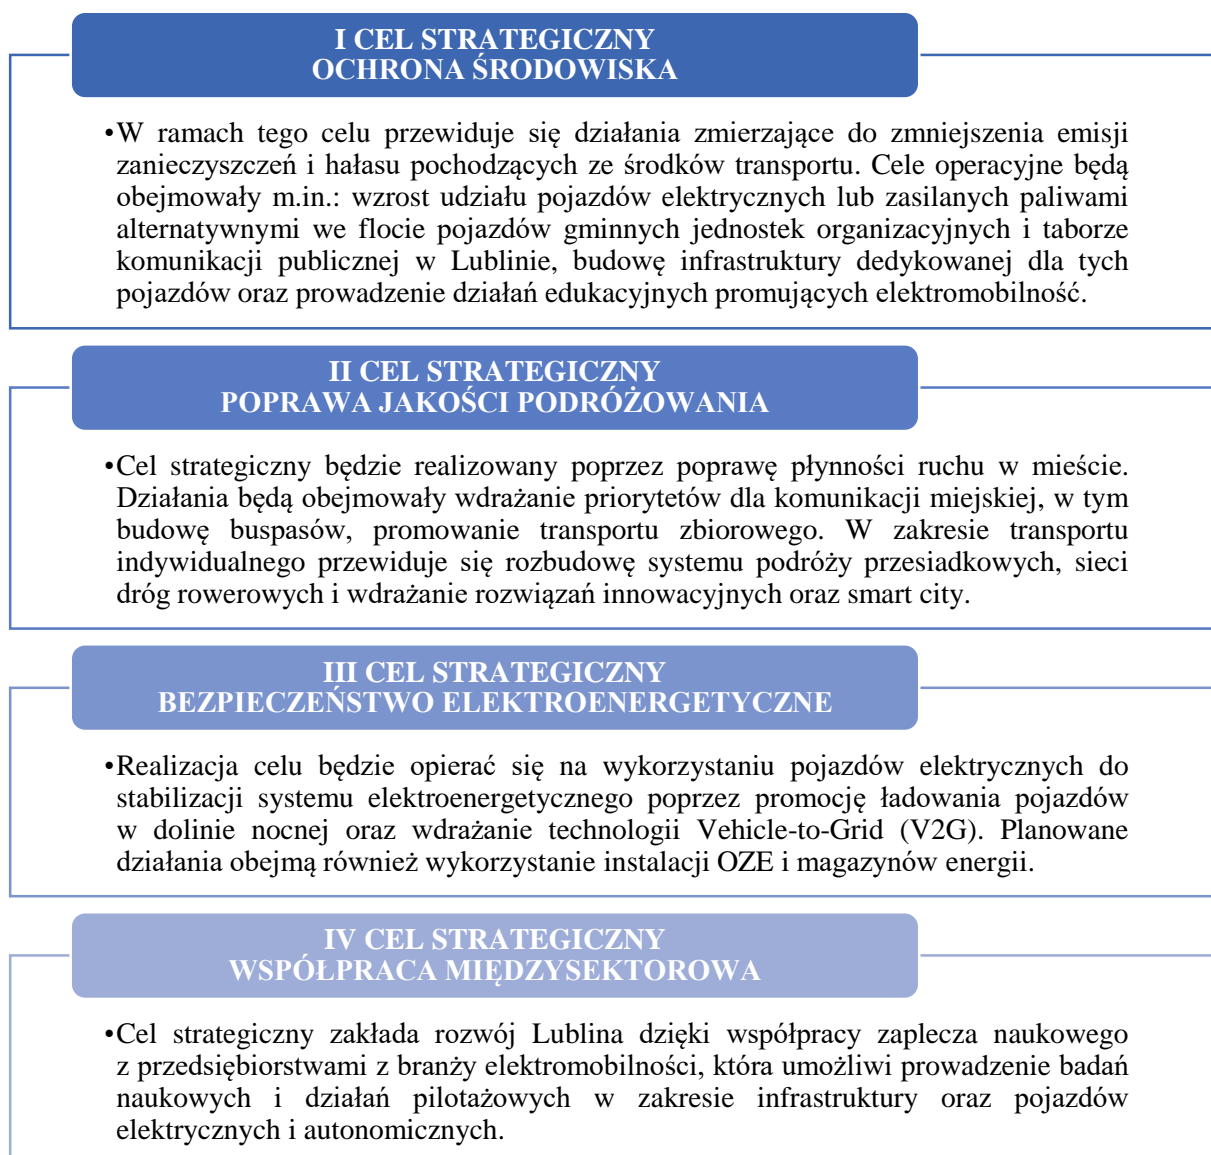 I CEL STRATEGICZNY
OCHRONA ŚRODOWISKA
•W ramach tego celu przewiduje się działania zmierzające do zmniejszenia emisji
zanieczyszczeń i hałasu pochodzących ze środków transportu. Cele operacyjne będą
obejmowały m.in.: wzrost udziału pojazdów elektrycznych lub zasilanych paliwami
alternatywnymi we flocie pojazdów gminnych jednostek organizacyjnych i taborze
komunikacji publicznej w Lublinie, budowę infrastruktury dedykowanej dla tych
pojazdów oraz prowadzenie działań edukacyjnych promujących elektromobilność.
II CEL STRATEGICZNY
POPRAWA JAKOŚCI PODRÓŻOWANIA
•Cel strategiczny będzie realizowany poprzez poprawę płynności ruchu w mieście.
Działania będą obejmowały wdrażanie priorytetów dla komunikacji miejskiej, w tym
budowę buspasów, promowanie transportu zbiorowego. W zakresie transportu
indywidualnego przewiduje się rozbudowę systemu podróży przesiadkowych, sieci
dróg rowerowych i wdrażanie rozwiązań innowacyjnych oraz smart city.
III CEL STRATEGICZNY
BEZPIECZEŃSTWO ELEKTROENERGETYCZNE
•Realizacja celu będzie opierać się na wykorzystaniu pojazdów elektrycznych do
stabilizacji systemu elektroenergetycznego poprzez promocję ładowania pojazdów
w dolinie nocnej oraz wdrażanie technologii Vehicle-to-Grid (V2G). Planowane
działania obejmą również wykorzystanie instalacji OZE i magazynów energii.
IV CEL STRATEGICZNY
WSPÓŁPRACA MIĘDZYSEKTOROWA
•Cel strategiczny zakłada rozwój Lublina dzięki współpracy zaplecza naukowego
z przedsiębiorstwami z branży elektromobilności, która umożliwi prowadzenie badań
naukowych i działań pilotażowych w zakresie infrastruktury oraz pojazdów
elektrycznych i autonomicznych.